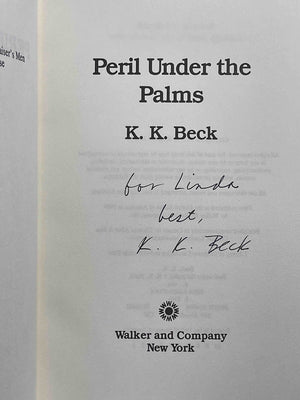 Peril Under the
Palms
K. K. Beck
for Linda
best,
K. K. Beck
Walker and Company
New York